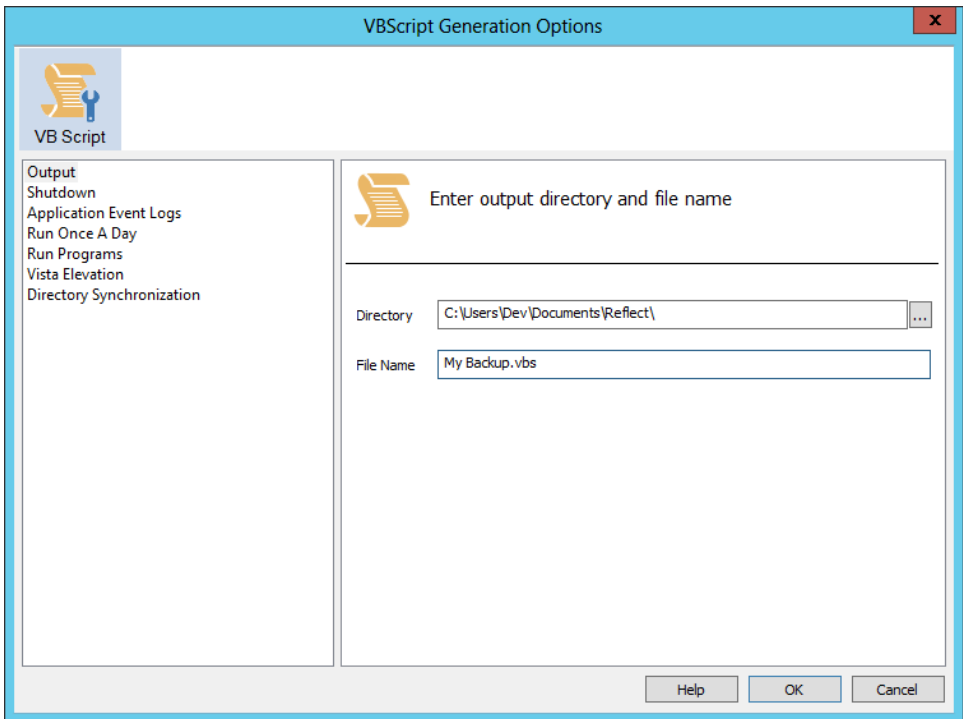 VBScript Generation Options
x
VB Script
Output
Shutdown
Application Event Logs
Run Once A Day
Run Programs
Vista Elevation
Directory Synchronization
Enter output directory and file name
Directory C:\Users\Dev\Documents\Reflect\ ...
File Name My Backup.vbs
Help OK Cancel